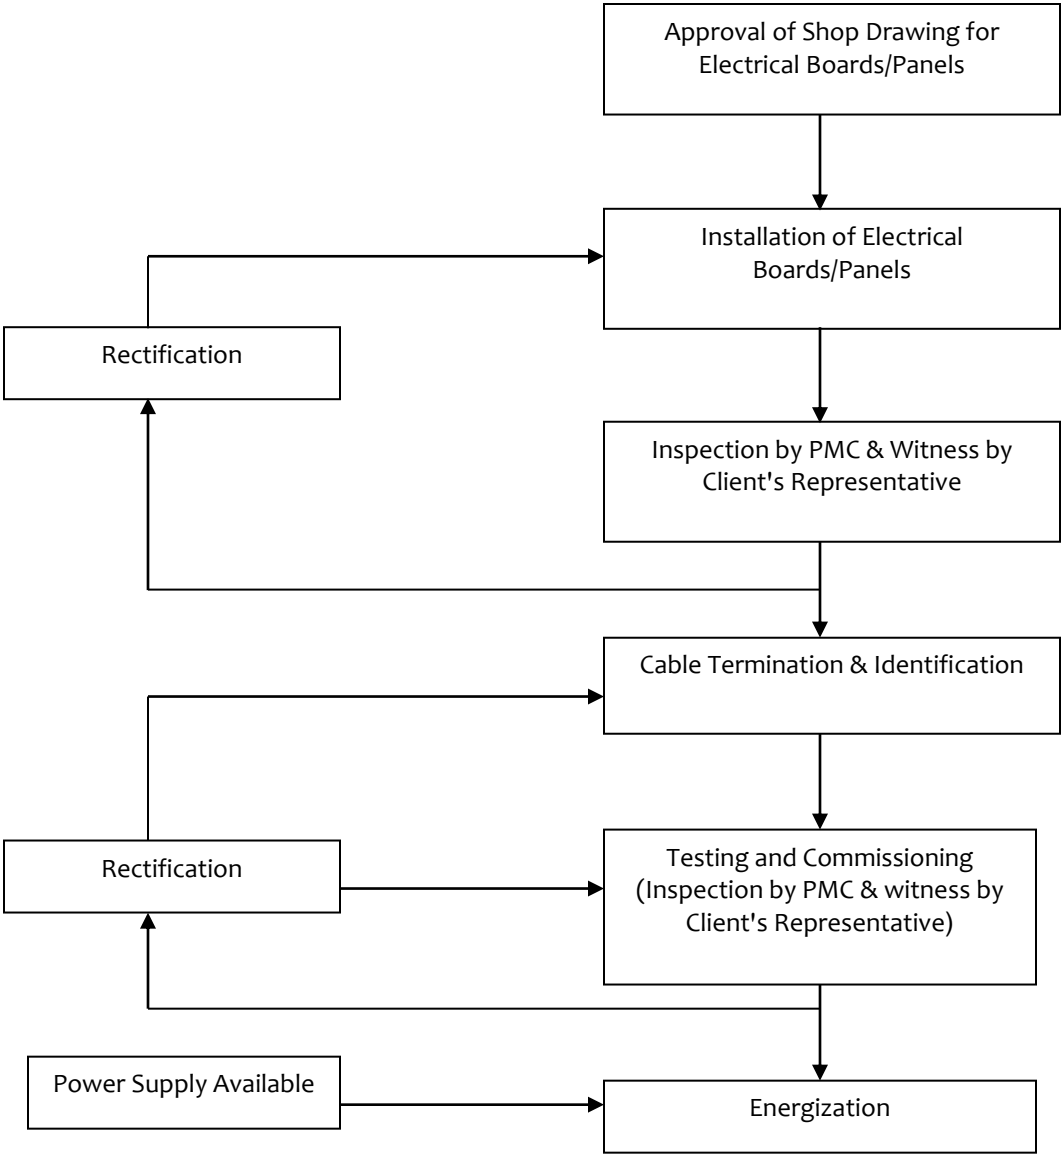 Approval of Shop Drawing for
Electrical Boards/Panels
Installation of Electrical
Boards/Panels
Rectification
Inspection by PMC & Witness by
Client's Representative
Cable Termination & Identification
Rectification
Testing and Commissioning
(Inspection by PMC & witness by
Client's Representative)
Power Supply Available
Energization